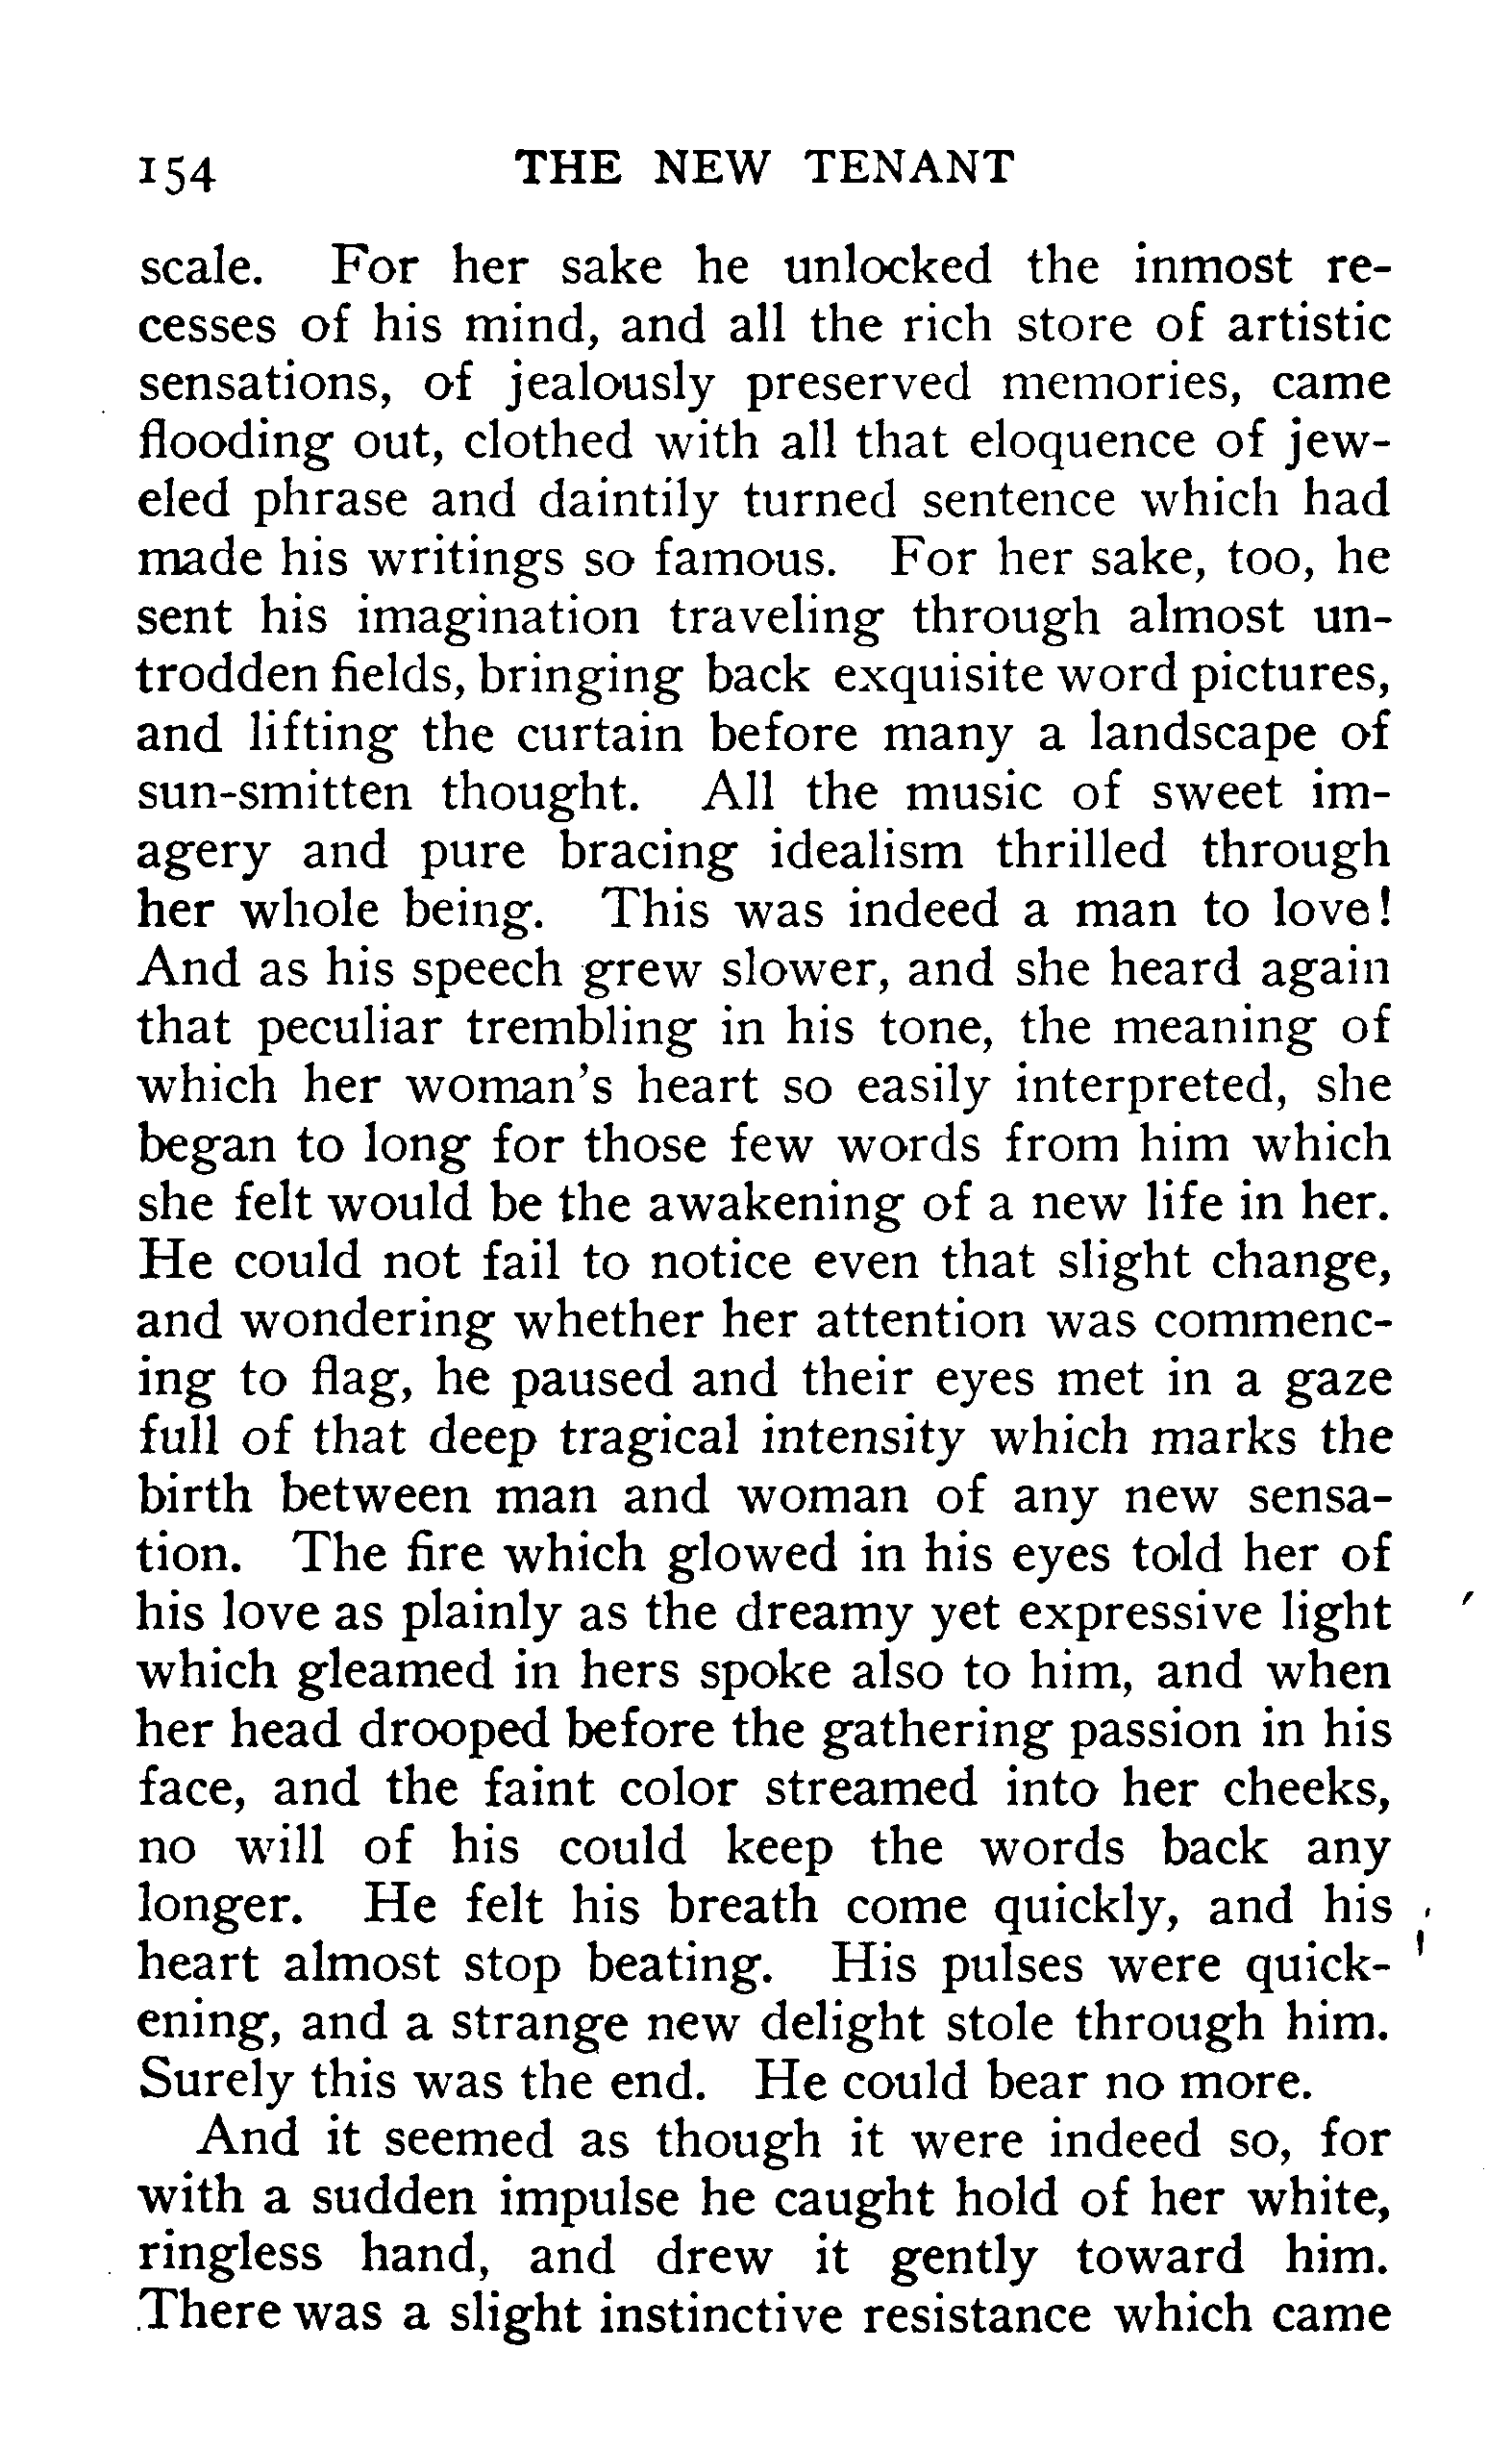 154 THE NEW TENANT
scale. For her sake he unlocked the inmost re-
cesses of his mind, and all the rich store of artistic
sensations, of jealously preserved memories, came
flooding out, clothed with all that eloquence of jew-
eled phrase and daintily turned sentence which had
made his writings so famous. For her sake, too, he
sent his imagination traveling through almost un-
trodden fields, bringing back exquisite word pictures,
and lifting the curtain before many a landscape of
sun-smitten thought. All the music of sweet im-
agery and pure bracing idealism thrilled through
her whole being. This was indeed a man to love!
And as his speech grew slower, and she heard again
that peculiar trembling in his tone, the meaning of
which her woman's heart so easily interpreted, she
began to long for those few words from him which
she felt would be the awakening of a new life in her.
He could not fail to notice even that slight change,
and wondering whether her attention was commenc-
ing to flag, he paused and their eyes met in a gaze
full of that deep tragical intensity which marks the
birth between man and woman of any new sensa-
tion. The fire which glowed in his eyes told her of
his love as plainly as the dreamy yet expressive light
which gleamed in hers spoke also to him, and when
her head drooped before the gathering passion in his
face, and the faint color streamed into her cheeks,
no will of his could keep the words back any
longer. He felt his breath come quickly, and his
heart almost stop beating. His pulses were quick-
ening, and a strange new delight stole through him.
Surely this was the end. He could bear no more.
And it seemed as though it were indeed so, for
with a sudden impulse he caught hold of her white,
ringless hand, and drew it gently toward him.
There was a slight instinctive resistance which came